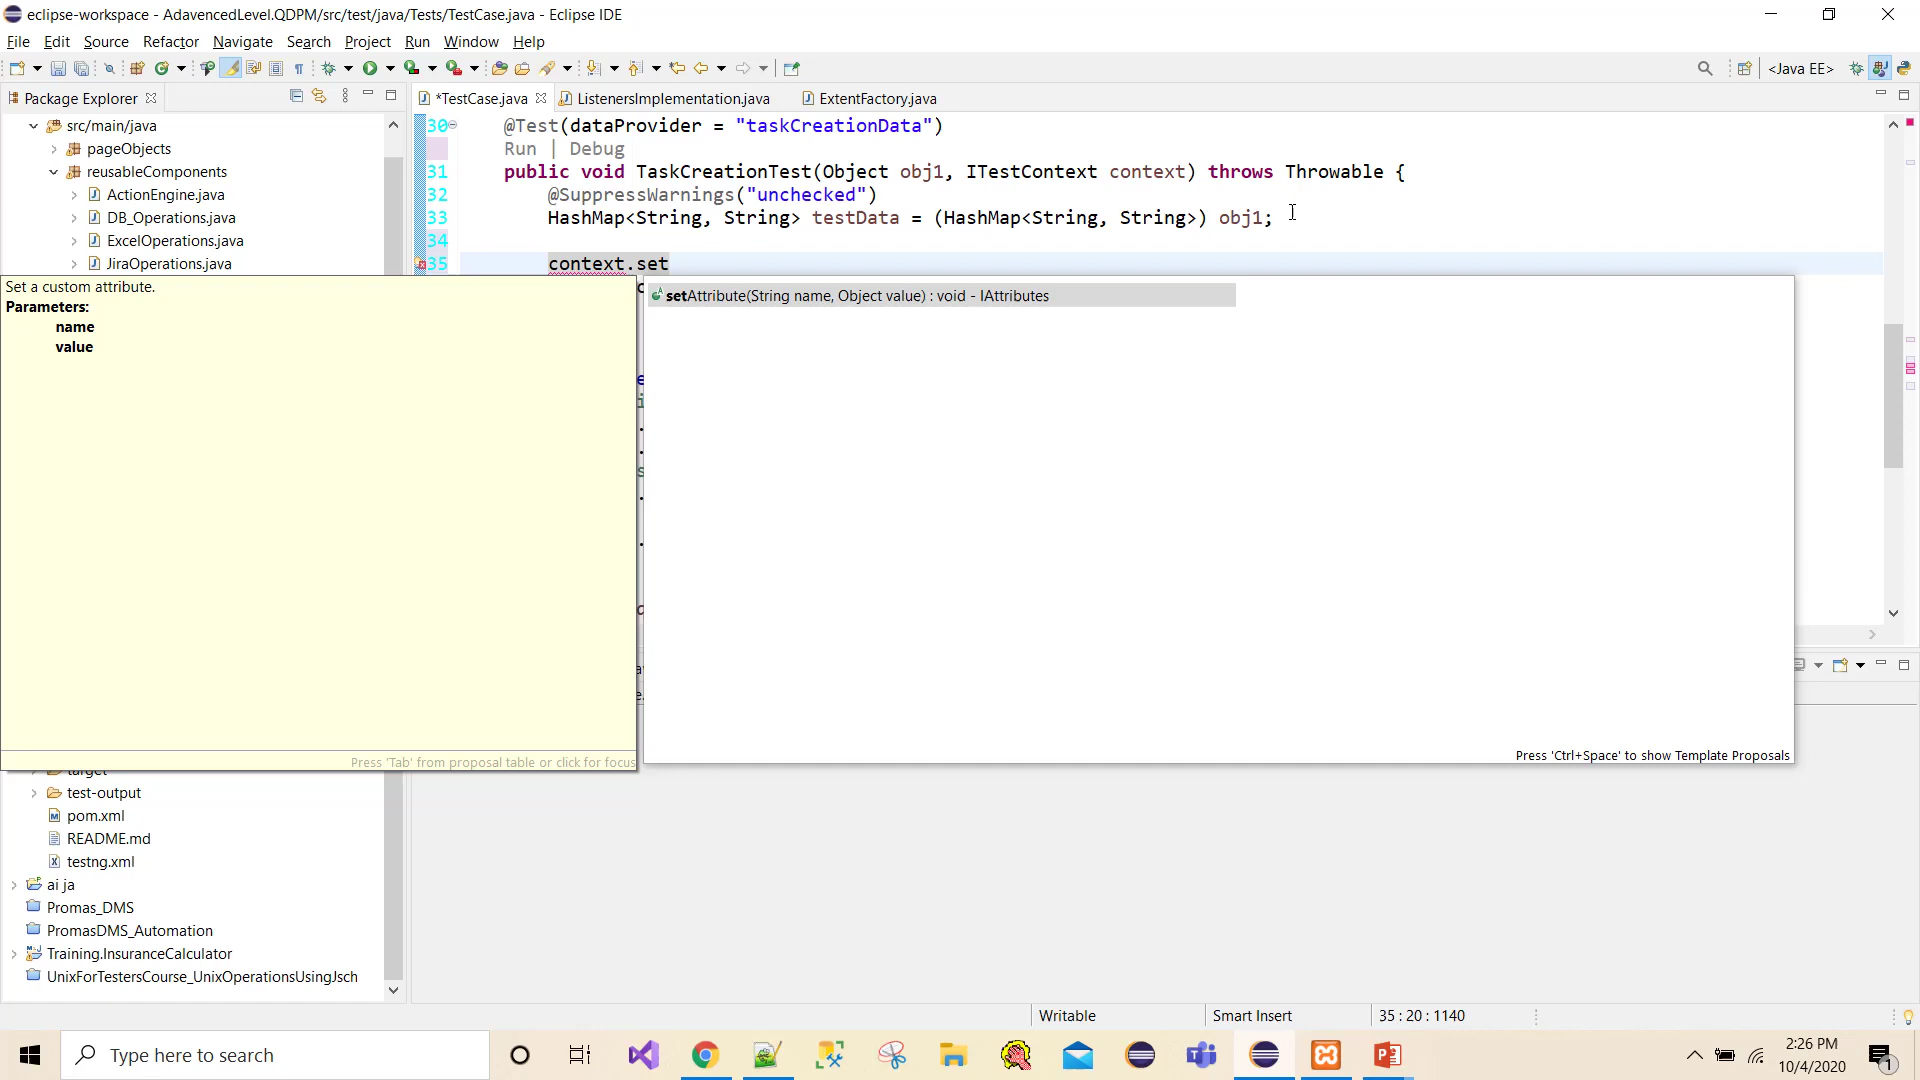 eclipse-workspace - AdavencedLevel.QDPM/src/test/java/Tests/TestCase.java - Eclipse IDE
File Edit Source Refactor Navigate Search Project Run Window Help
<Java EE>
Package Explorer
*TestCase.java ListenersImplementation.java ExtentFactory.java
src/main/java
pageObjects
reusableComponents
ActionEngine.java
DB_Operations.java
ExcelOperations.java
JiraOperations.java
30 @Test(dataProvider = "taskCreationData")
Run | Debug
31 public void TaskCreationTest(Object obj1, ITestContext context) throws Throwable {
32 @SuppressWarnings("unchecked")
33 HashMap<String, String> testData = (HashMap<String, String>) obj1;
34
35 context.set
Set a custom attribute.
Parameters:
name
value
Press 'Tab' from proposal table or click for focus
setAttribute(String name, Object value) : void - IAttributes
Press 'Ctrl+Space' to show Template Proposals
target
test-output
pom.xml
README.md
testng.xml
ai ja
Promas_DMS
PromasDMS_Automation
Training.InsuranceCalculator
UnixForTestersCourse_UnixOperationsUsingJsch
Writable Smart Insert 35 : 20 : 1140
Type here to search
2:26 PM
10/4/2020
1